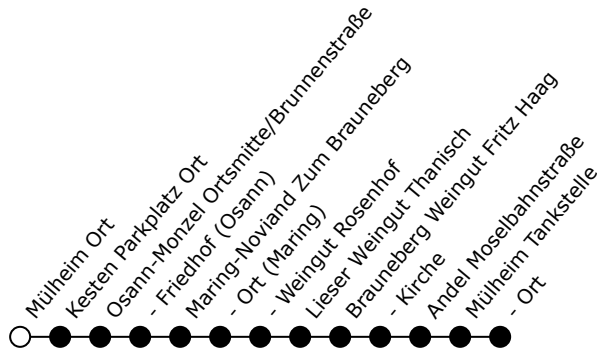 Mülheim Ort
Kesten Parkplatz Ort
Osann-Monzel Ortsmitte/Brunnenstraße
- Friedhof (Osann)
Maring-Noviand Zum Brauneberg
- Ort (Maring)
- Weingut Rosenhof
Lieser Weingut Thanisch
Brauneberg Weingut Fritz Haag
- Kirche
Andel Moselbahnstraße
Mülheim Tankstelle
- Ort